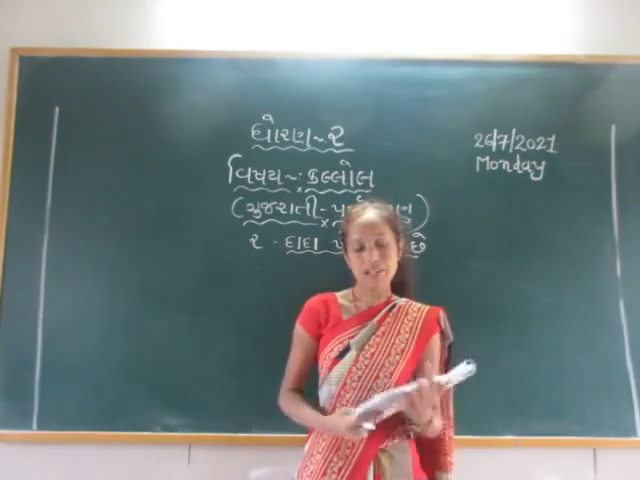 ધોરણ-૨
26/7/2021
Monday
વિષય-: કલ્લોલ
(ગુજરાતી-
૨ - દાદા છે